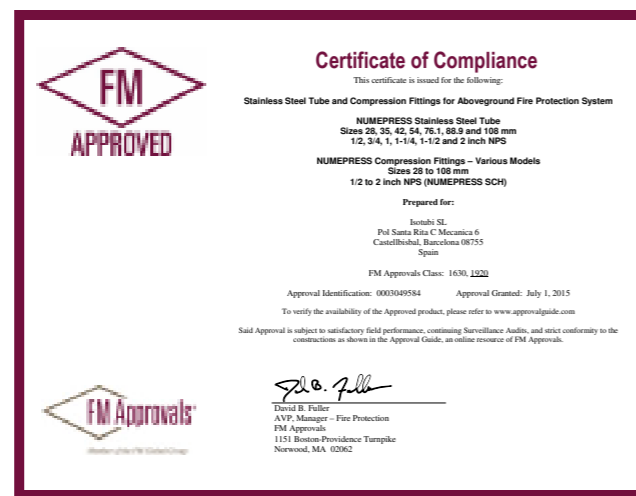 FM
APPROVED
Certificate of Compliance
This certificate is issued for the following:
Stainless Steel Tube and Compression Fittings for Aboveground Fire Protection System
NUMEPRESS Stainless Steel Tube
Sizes 28, 35, 42, 54, 76.1, 88.9 and 108 mm
1/2, 3/4, 1, 1-1/4, 1-1/2 and 2 inch NPS
NUMEPRESS Compression Fittings – Various Models
Sizes 28 to 108 mm
1/2 to 2 inch NPS (NUMEPRESS SCH)
Prepared for:
Isotubi SL
Pol Santa Rita C Mecanica 6
Castellbisbal, Barcelona 08755
Spain
FM Approvals Class: 1630, 1920
Approval Identification: 0003049584 Approval Granted: July 1, 2015
To verify the availability of the Approved product, please refer to www.approvalguide.com
Said Approval is subject to satisfactory field performance, continuing Surveillance Audits, and strict conformity to the
constructions as shown in the Approval Guide, an online resource of FM Approvals.
David B. Fuller
AVP, Manager – Fire Protection
FM Approvals
1151 Boston-Providence Turnpike
Norwood, MA 02062
FM Approvals
Member of the FM Global Group